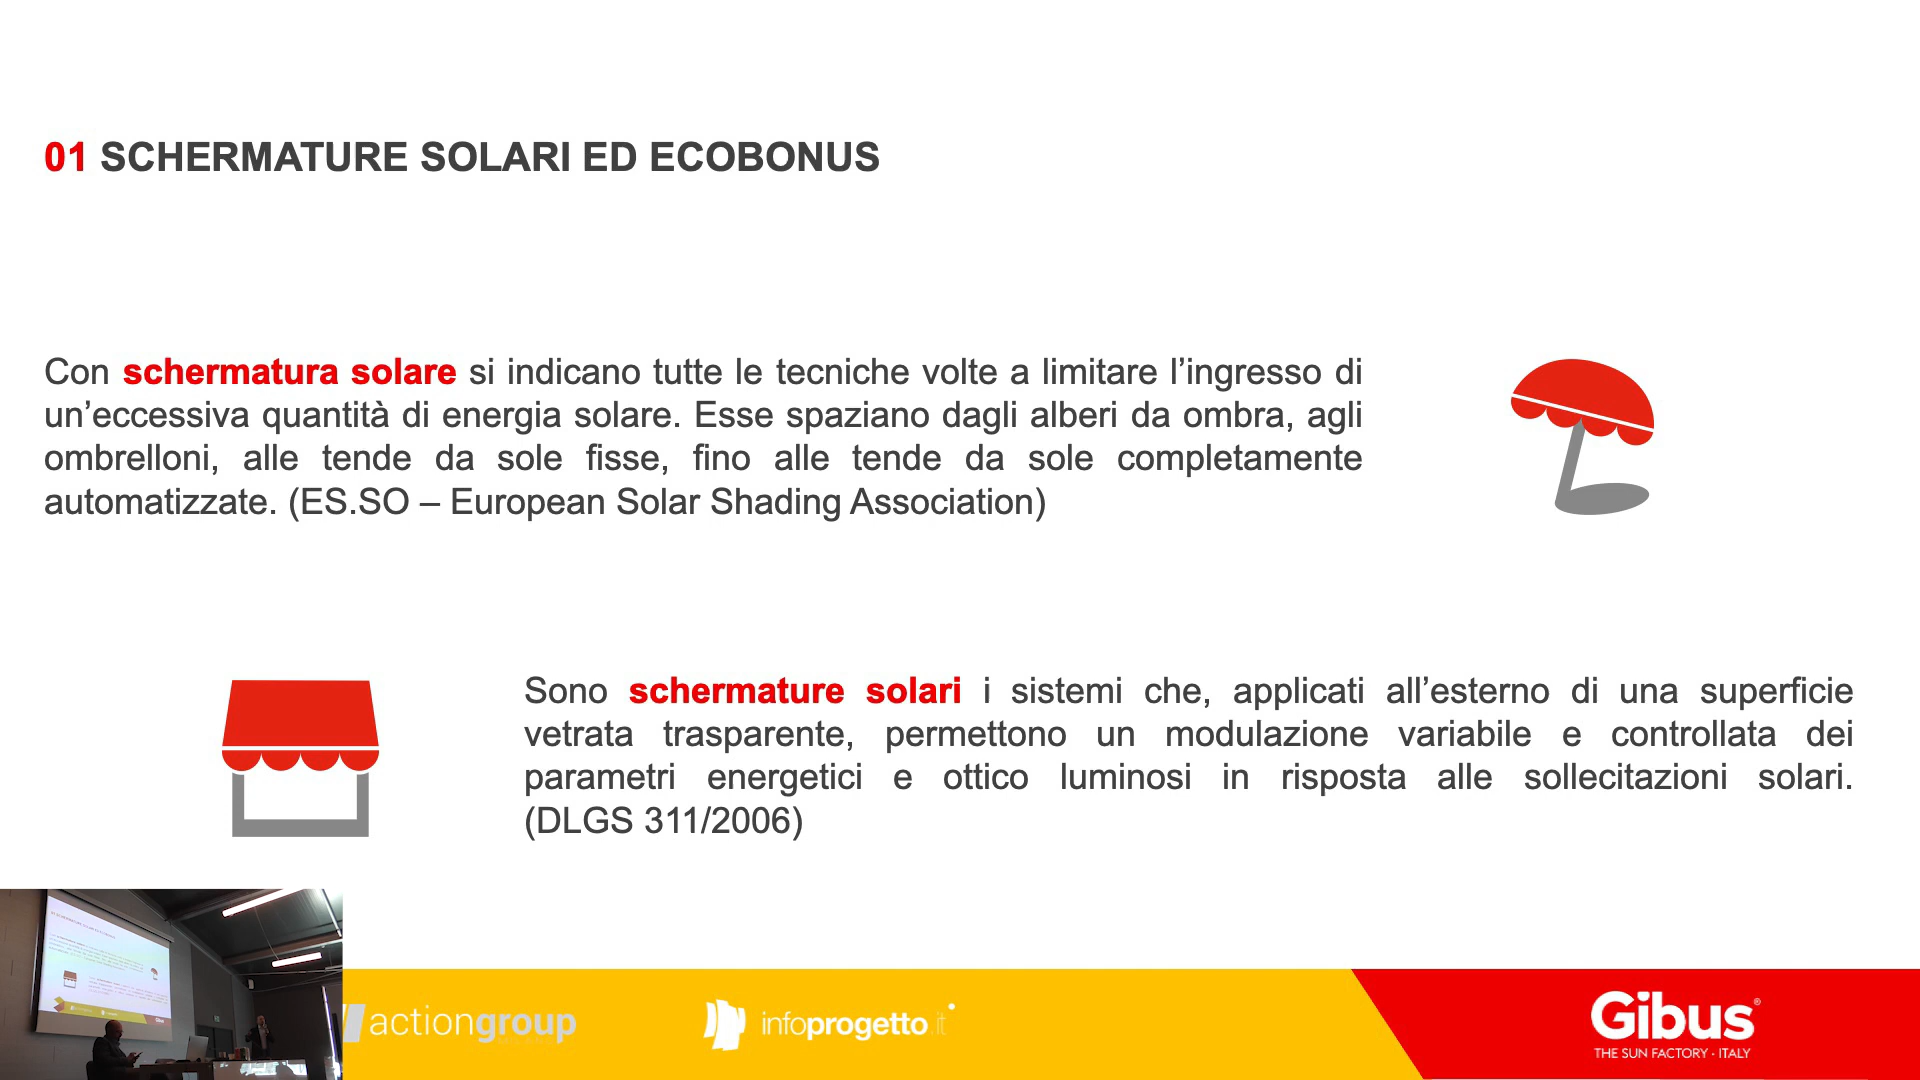 01 SCHERMATURE SOLARI ED ECOBONUS
Con schermatura solare si indicano tutte le tecniche volte a limitare l’ingresso di
un’eccessiva quantità di energia solare. Esse spaziano dagli alberi da ombra, agli
ombrelloni, alle tende da sole fisse, fino alle tende da sole completamente
automatizzate. (ES.SO – European Solar Shading Association)
Sono schermature solari i sistemi che, applicati all’esterno di una superficie
vetrata trasparente, permettono un modulazione variabile e controllata dei
parametri energetici e ottico luminosi in risposta alle sollecitazioni solari.
(DLGS 311/2006)
actiongroup
infoprogetto.it
Gibus®
THE SUN FACTORY · ITALY